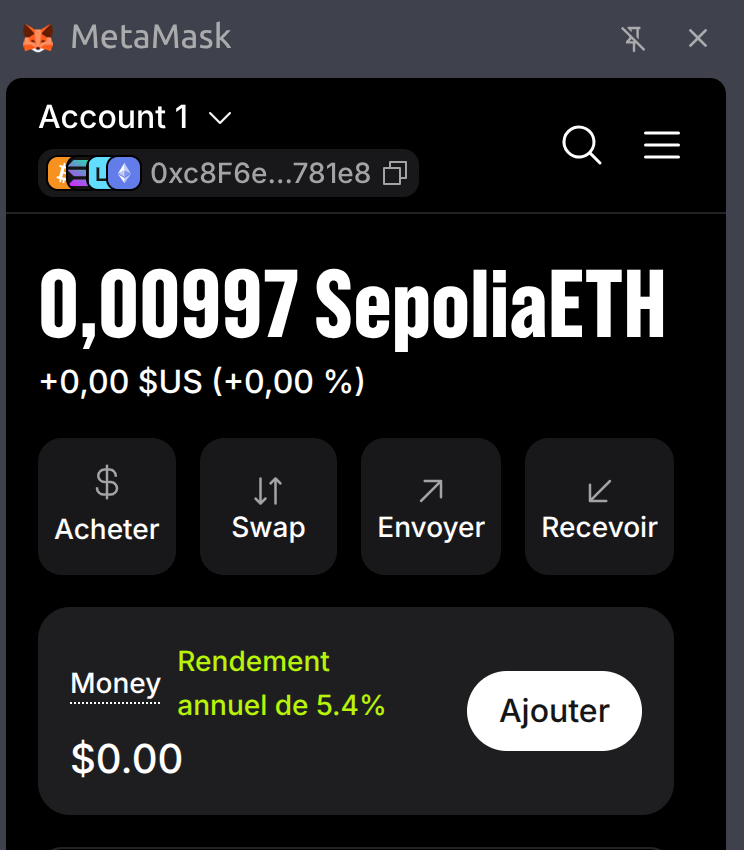 MetaMask
Account 1
0xc8F6e...781e8
0,00997 SepoliaETH
+0,00 $US (+0,00 %)
Acheter
Swap
Envoyer
Recevoir
Money
Rendement
annuel de 5.4%
$0.00
Ajouter